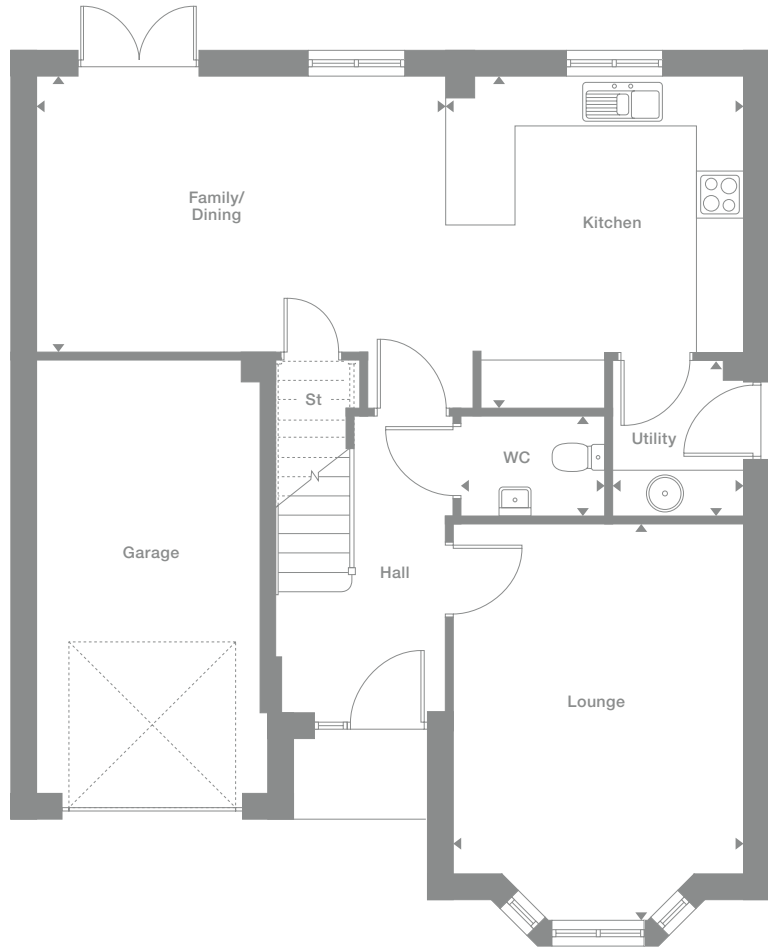 Family/
Dining
Kitchen
St
Utility
WC
Garage
Hall
Lounge